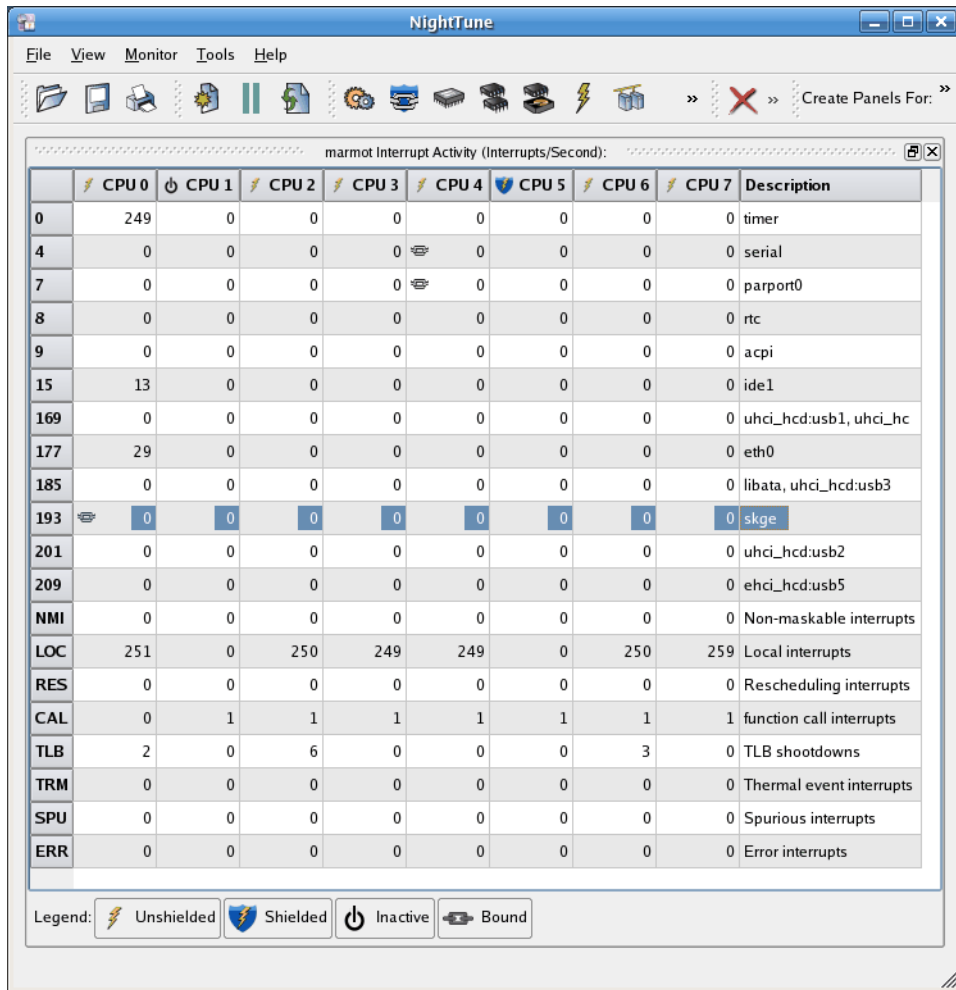 NightTune
File View Monitor Tools Help
» » Create Panels For: »
marmot Interrupt Activity (Interrupts/Second):
CPU 0 CPU 1 CPU 2 CPU 3 CPU 4 CPU 5 CPU 6 CPU 7 Description
0 249 0 0 0 0 0 0 0 timer
4 0 0 0 0 0 0 0 0 serial
7 0 0 0 0 0 0 0 0 parport0
8 0 0 0 0 0 0 0 0 rtc
9 0 0 0 0 0 0 0 0 acpi
15 13 0 0 0 0 0 0 0 ide1
169 0 0 0 0 0 0 0 0 uhci_hcd:usb1, uhci_hc
177 29 0 0 0 0 0 0 0 eth0
185 0 0 0 0 0 0 0 0 libata, uhci_hcd:usb3
193 0 0 0 0 0 0 0 0 skge
201 0 0 0 0 0 0 0 0 uhci_hcd:usb2
209 0 0 0 0 0 0 0 0 ehci_hcd:usb5
NMI 0 0 0 0 0 0 0 0 Non-maskable interrupts
LOC 251 0 250 249 249 0 250 259 Local interrupts
RES 0 0 0 0 0 0 0 0 Rescheduling interrupts
CAL 0 1 1 1 1 1 1 1 function call interrupts
TLB 2 0 6 0 0 0 3 0 TLB shootdowns
TRM 0 0 0 0 0 0 0 0 Thermal event interrupts
SPU 0 0 0 0 0 0 0 0 Spurious interrupts
ERR 0 0 0 0 0 0 0 0 Error interrupts
Legend: Unshielded Shielded Inactive Bound